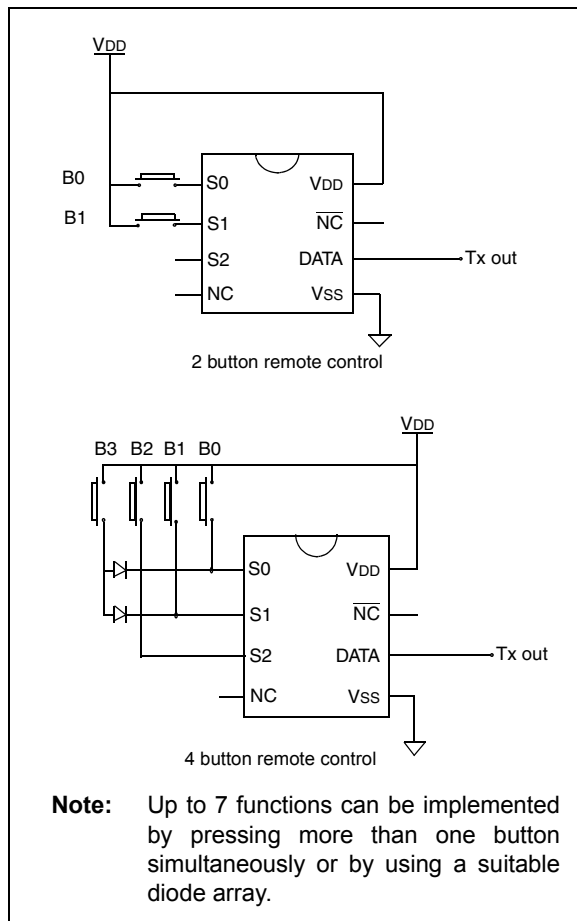 VDD
B0
S0
VDD
B1
S1
NC
S2
DATA
Tx out
NC
VSS
2 button remote control
VDD
B3 B2 B1 B0
S0
VDD
S1
NC
S2
DATA
Tx out
NC
VSS
4 button remote control
Note: Up to 7 functions can be implemented
by pressing more than one button
simultaneously or by using a suitable
diode array.